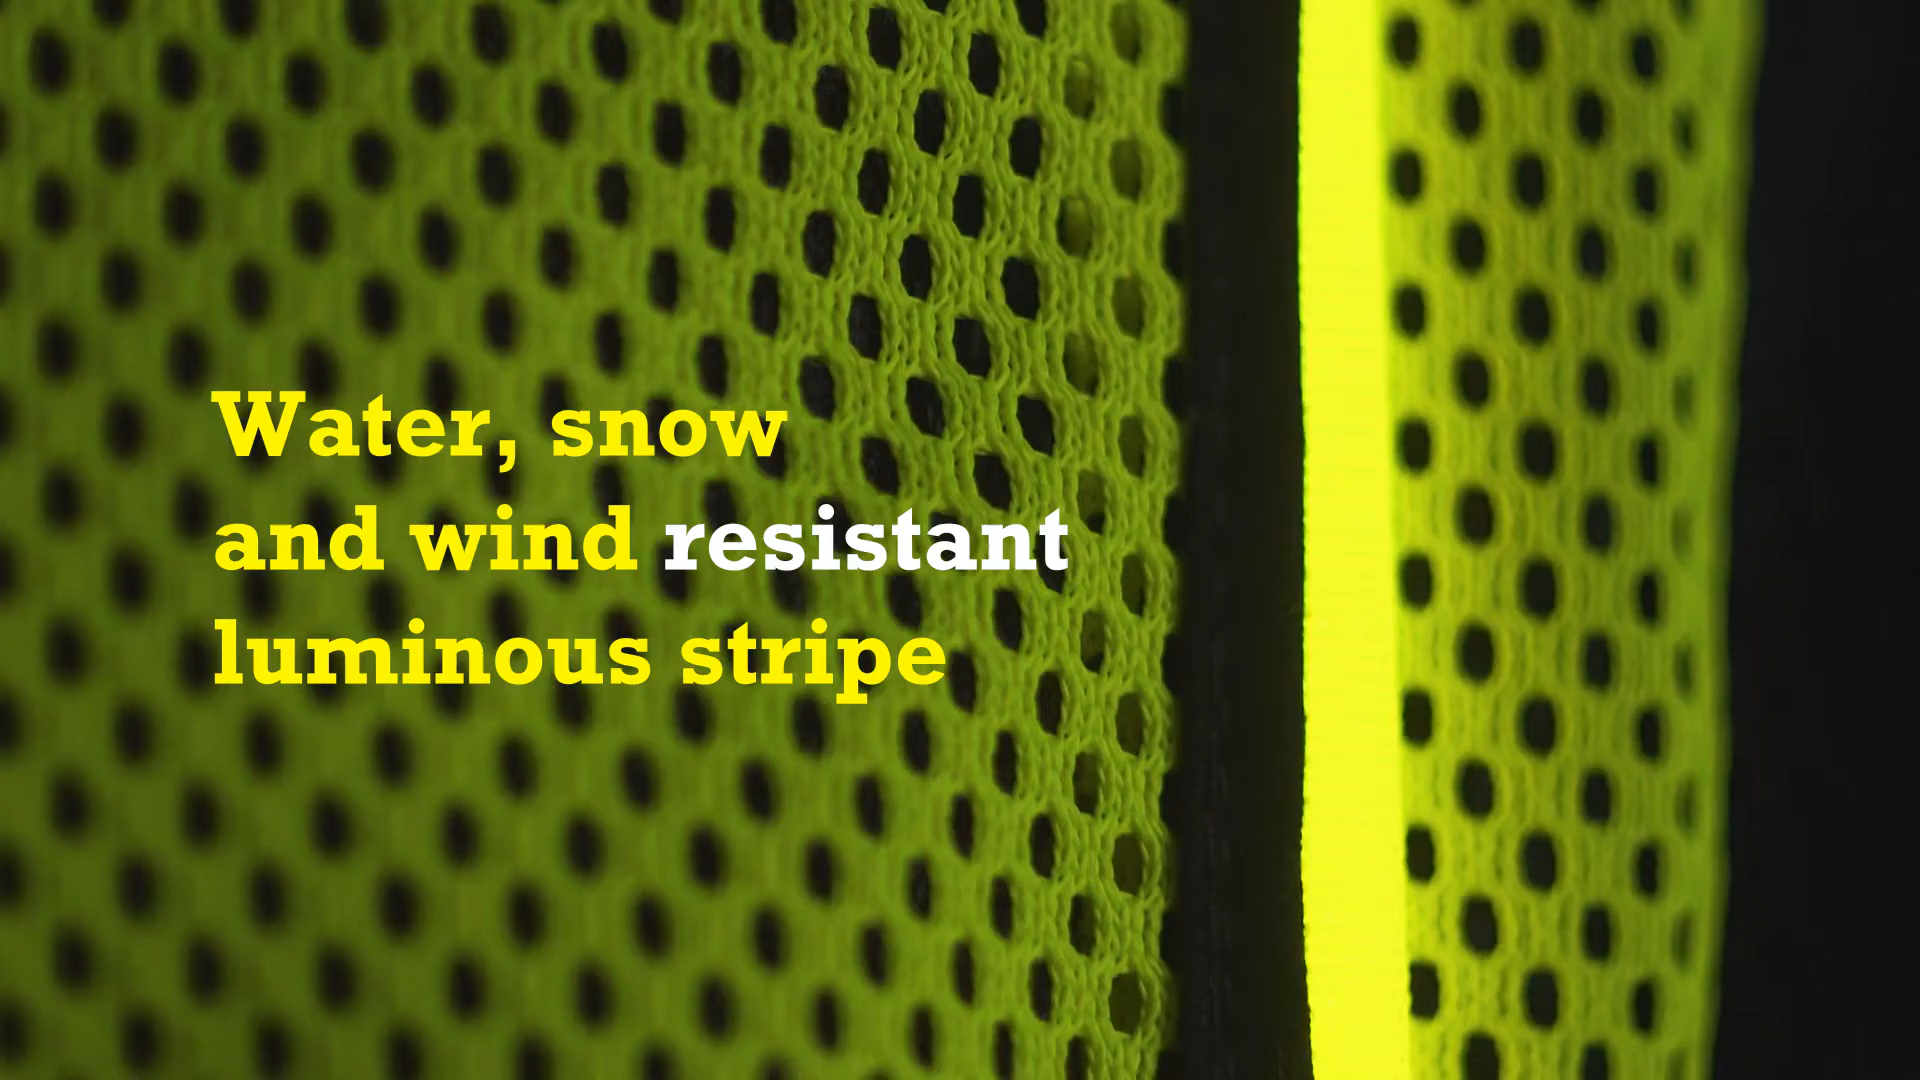 Water, snow
and wind resistant
luminous stripe